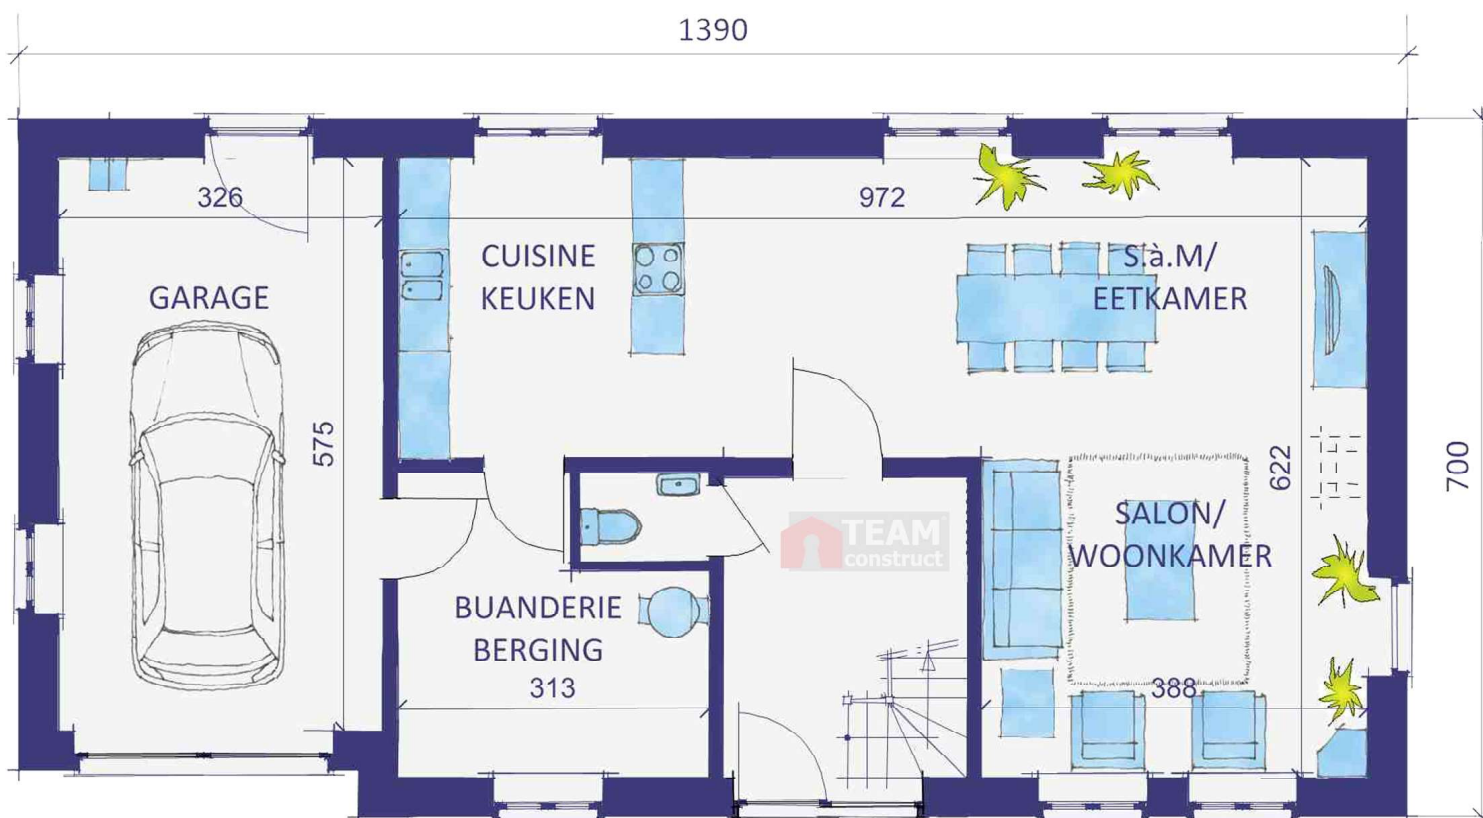 1390
326
972
CUISINE
KEUKEN
S.à.M/
EETKAMER
GARAGE
575
622
700
SALON/
WOONKAMER
TEAM
construct
BUANDERIE
BERGING
313
388